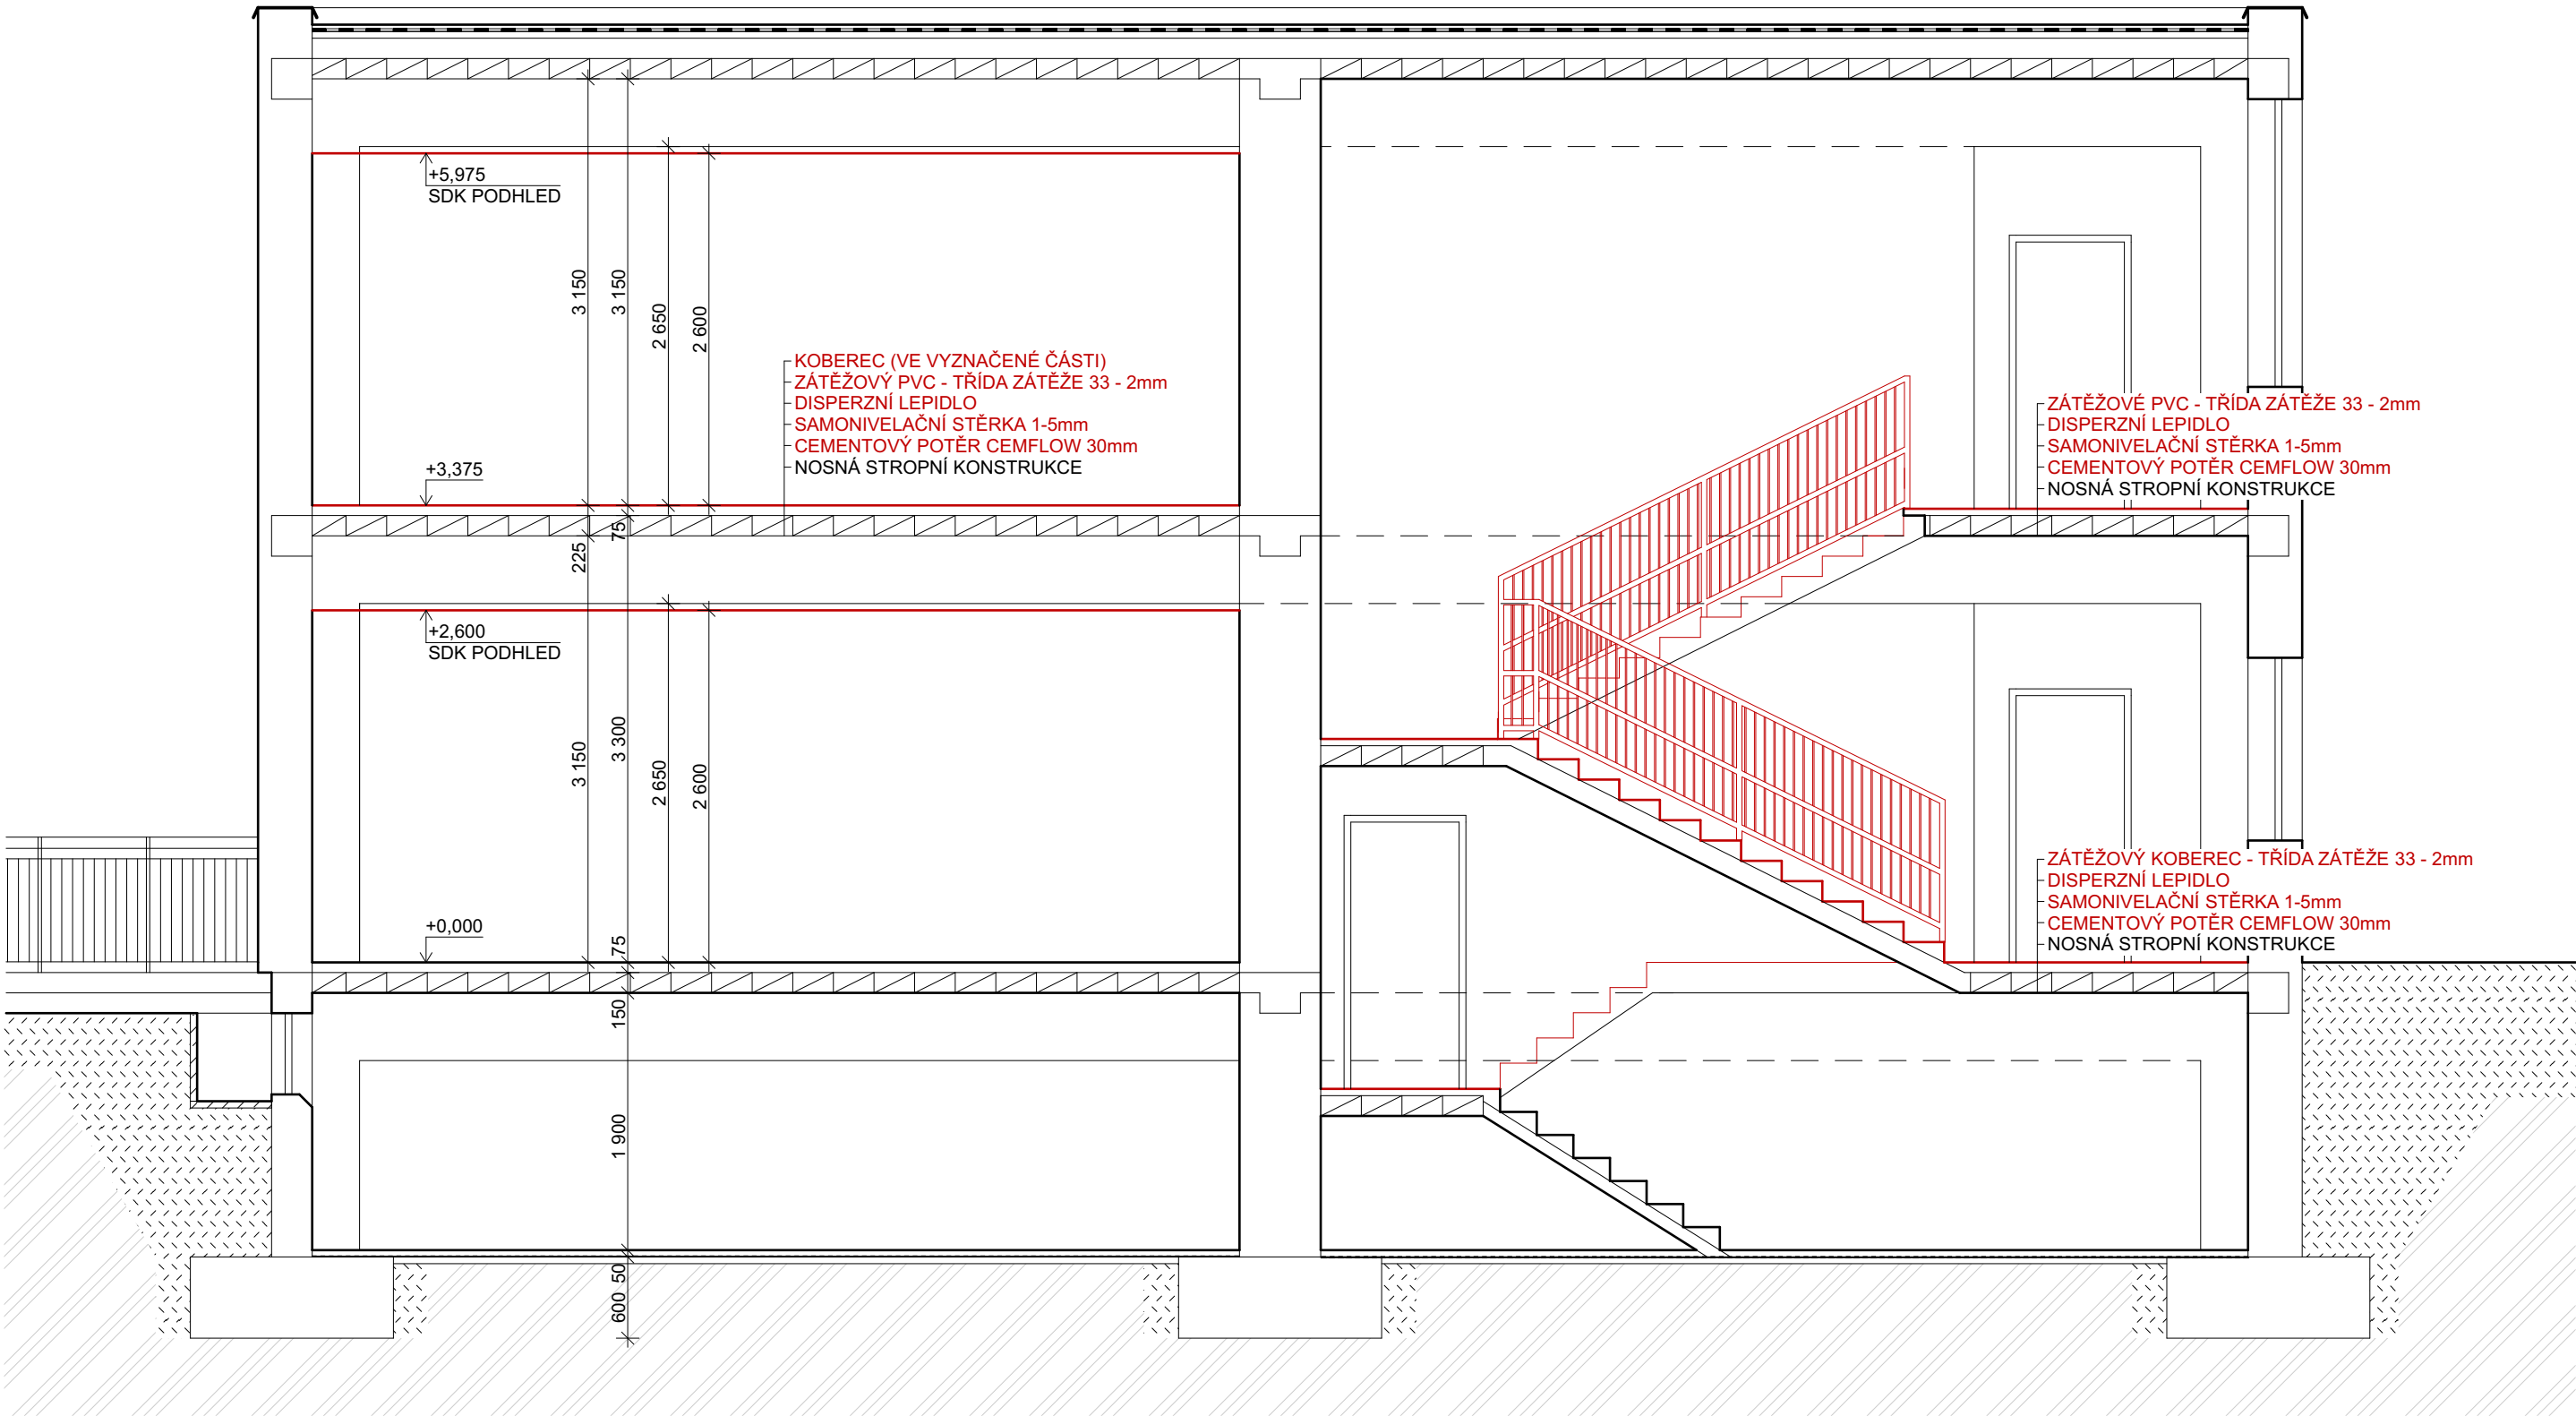 +5,975
SDK PODHLED
3 150
3 150
2 650
2 600
KOBEREC (VE VYZNAČENÉ ČÁSTI)
ZÁTĚŽOVÝ PVC - TŘÍDA ZÁTĚŽE 33 - 2mm
DISPERZNÍ LEPIDLO
SAMONIVELAČNÍ STĚRKA 1-5mm
CEMENTOVÝ POTĚR CEMFLOW 30mm
NOSNÁ STROPNÍ KONSTRUKCE
ZÁTĚŽOVÉ PVC - TŘÍDA ZÁTĚŽE 33 - 2mm
DISPERZNÍ LEPIDLO
SAMONIVELAČNÍ STĚRKA 1-5mm
CEMENTOVÝ POTĚR CEMFLOW 30mm
NOSNÁ STROPNÍ KONSTRUKCE
+3,375
75
225
+2,600
SDK PODHLED
3 150
3 300
2 650
2 600
+0,000
75
ZÁTĚŽOVÝ KOBEREC - TŘÍDA ZÁTĚŽE 33 - 2mm
DISPERZNÍ LEPIDLO
SAMONIVELAČNÍ STĚRKA 1-5mm
CEMENTOVÝ POTĚR CEMFLOW 30mm
NOSNÁ STROPNÍ KONSTRUKCE
150
1 900
50
600